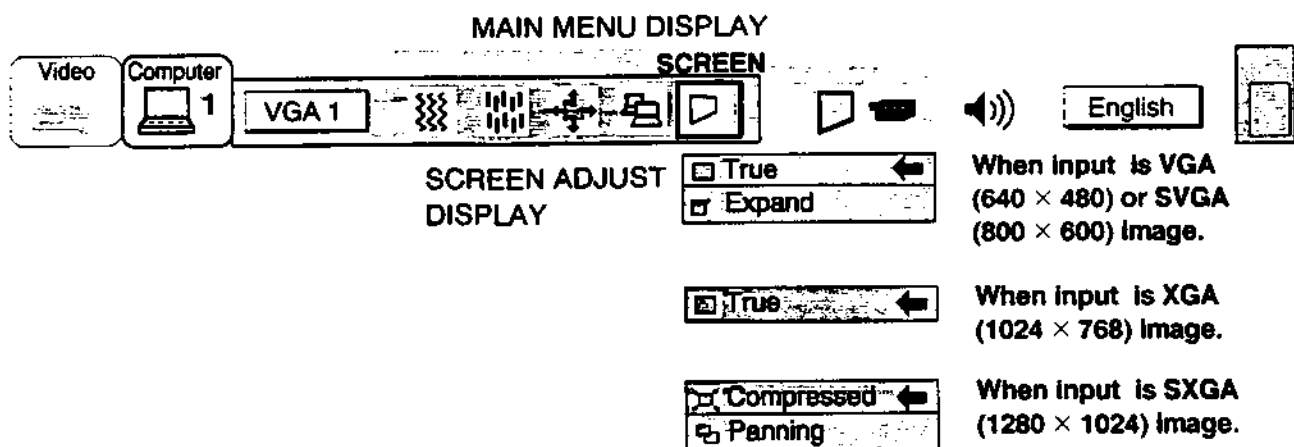 MAIN MENU DISPLAY
SCREEN
Video
Computer
1
VGA 1
English
SCREEN ADJUST
DISPLAY
True
Expand
When input is VGA
(640 × 480) or SVGA
(800 × 600) image.
True
When input is XGA
(1024 × 768) image.
Compressed
Panning
When input is SXGA
(1280 × 1024) image.